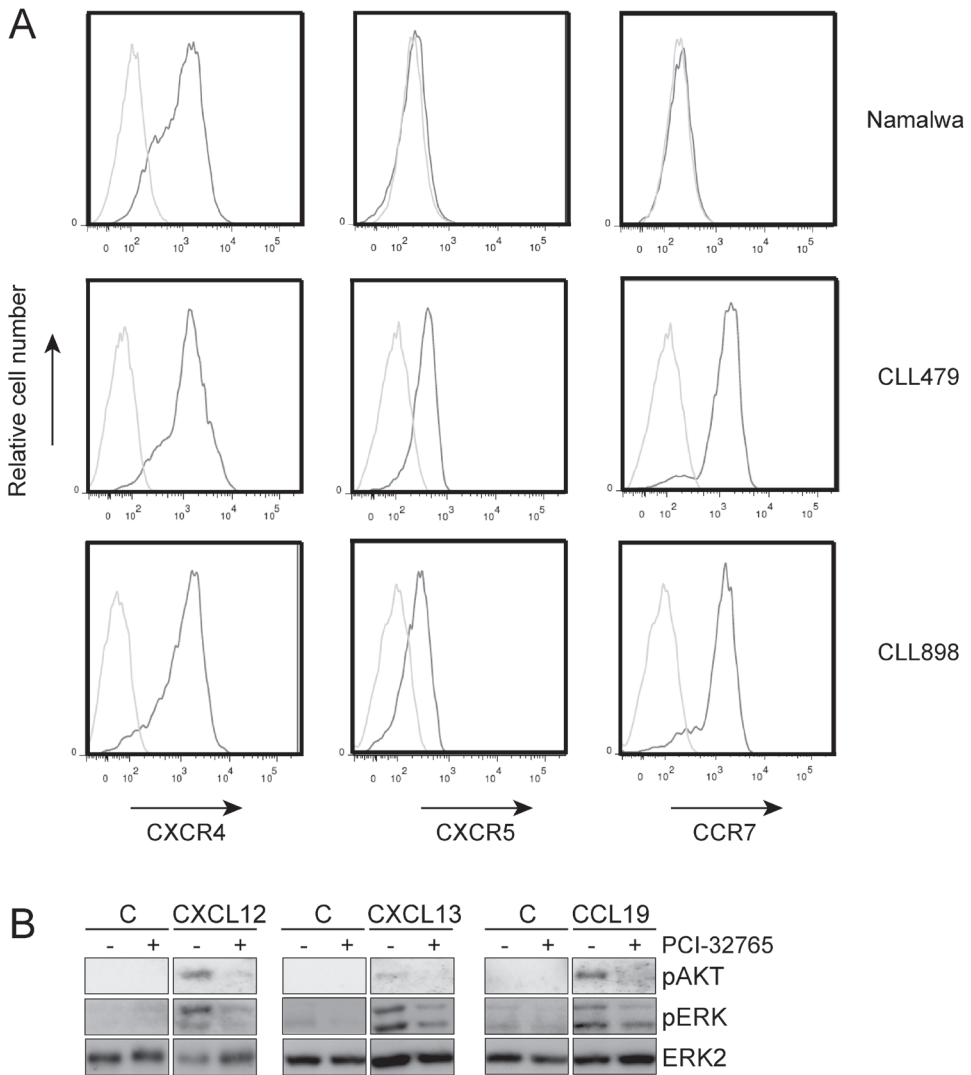 A
Namalwa
0
0 10² 10³ 10⁴ 10⁵
0
0 10² 10³ 10⁴ 10⁵
0
0 10² 10³ 10⁴ 10⁵
Relative cell number
CLL479
0
0 10² 10³ 10⁴ 10⁵
0
0 10² 10³ 10⁴ 10⁵
0
0 10² 10³ 10⁴ 10⁵
CLL898
0
0 10² 10³ 10⁴ 10⁵
0
0 10² 10³ 10⁴ 10⁵
0
0 10² 10³ 10⁴ 10⁵
CXCR4 CXCR5 CCR7
B
C CXCL12 C CXCL13 C CCL19
- + - + - + - + - + - + PCI-32765
pAKT
pERK
ERK2